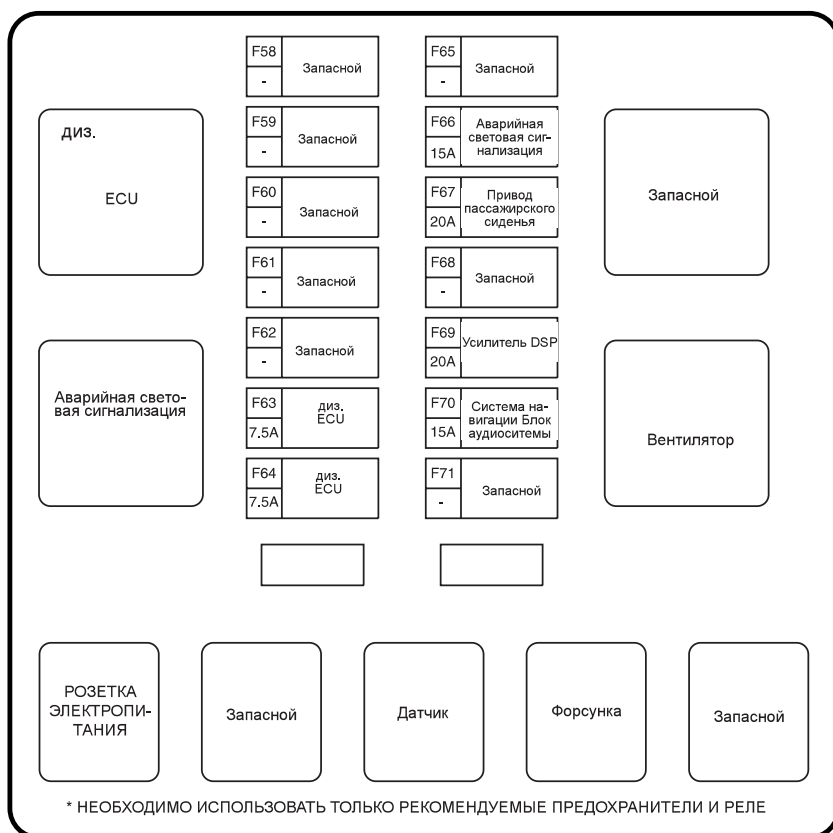 F58
-
Запасной
F59
-
Запасной
F60
-
Запасной
F61
-
Запасной
F62
-
Запасной
F63
7.5A
диз.
ECU
F64
7.5A
диз.
ECU
F65
-
Запасной
F66
15A
Аварийная
световая сиг-
нализация
F67
20A
Привод
пассажирского
сиденья
F68
-
Запасной
F69
20A
Усилитель DSP
F70
15A
Система на-
вигации Блок
аудиоситемы
F71
-
Запасной
диз.
ECU
Аварийная свето-
вая сигнализация
Запасной
Вентилятор
РОЗЕТКА
ЭЛЕКТРОПИ-
ТАНИЯ
Запасной
Датчик
Форсунка
Запасной
* НЕОБХОДИМО ИСПОЛЬЗОВАТЬ ТОЛЬКО РЕКОМЕНДУЕМЫЕ ПРЕДОХРАНИТЕЛИ И РЕЛЕ